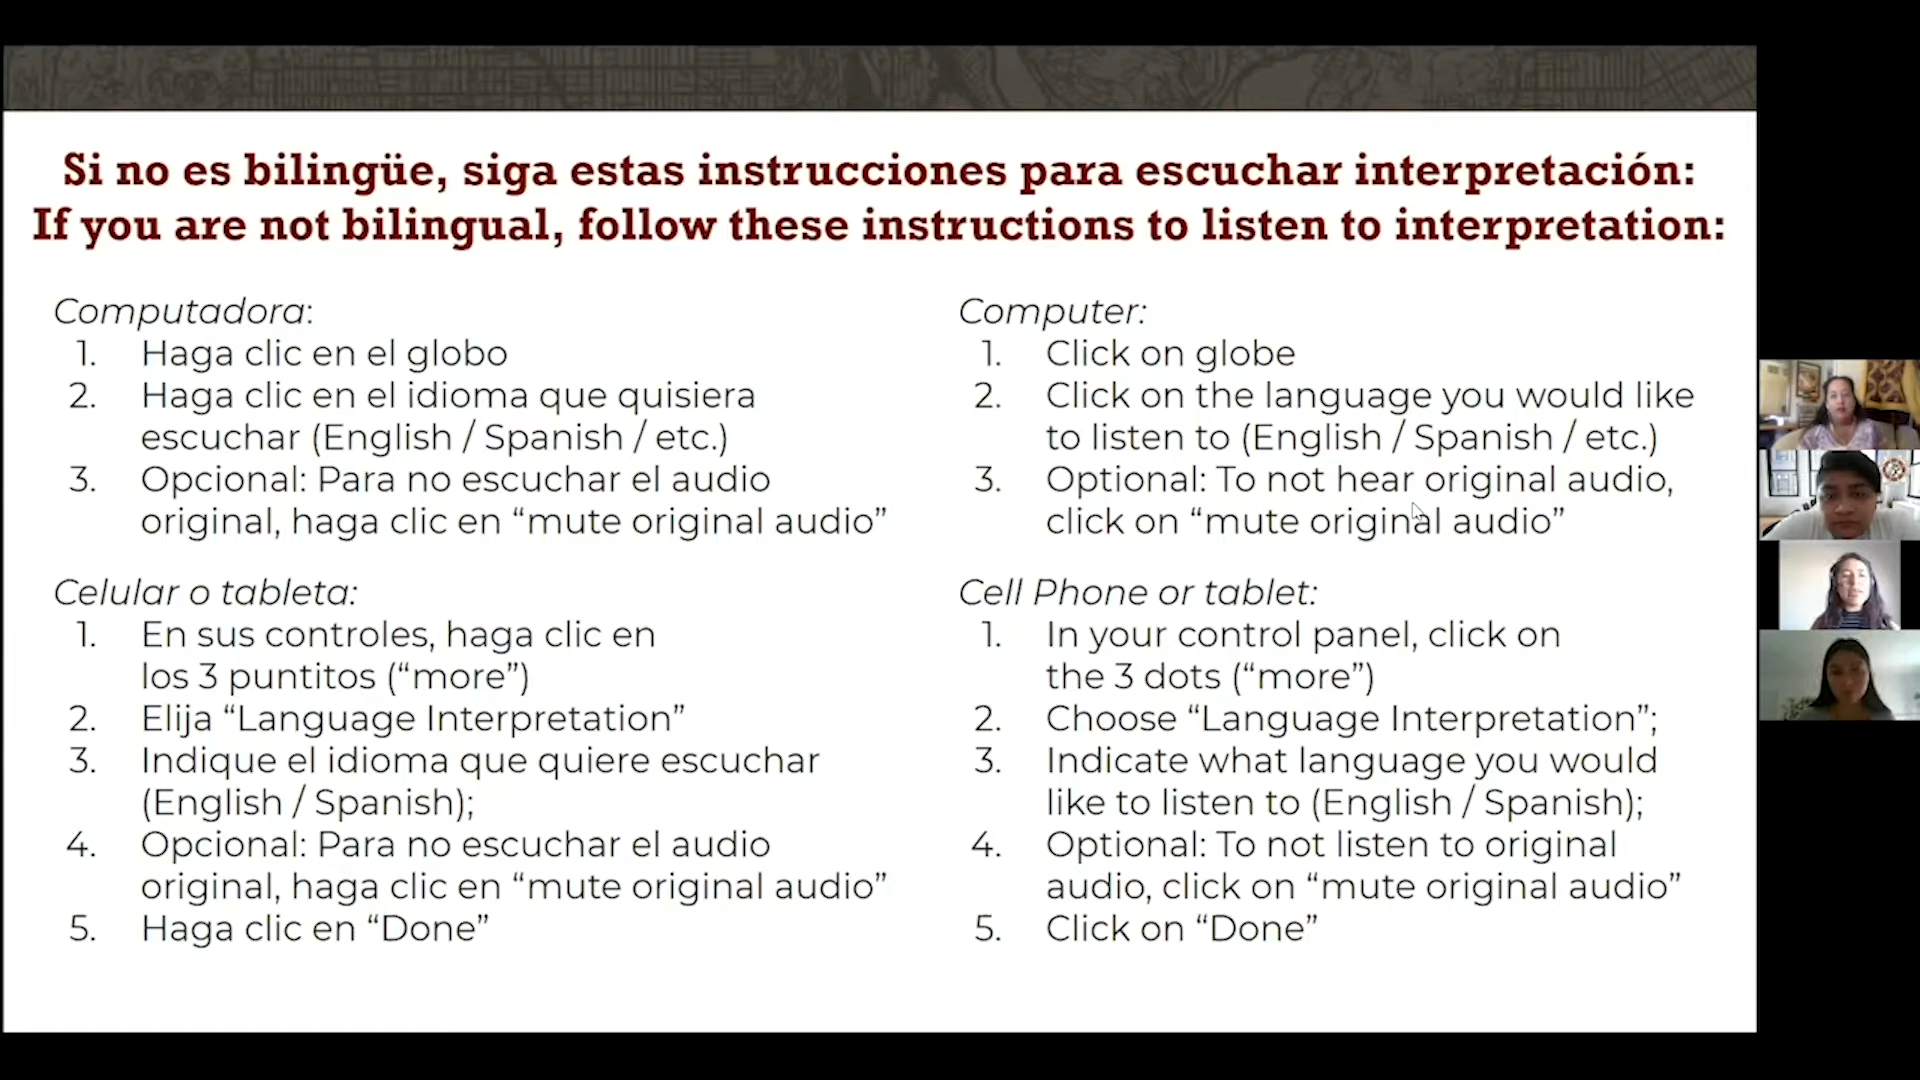 Si no es bilingüe, siga estas instrucciones para escuchar interpretación:
If you are not bilingual, follow these instructions to listen to interpretation:
Computadora:
1. Haga clic en el globo
2. Haga clic en el idioma que quisiera
escuchar (English / Spanish / etc.)
3. Opcional: Para no escuchar el audio
original, haga clic en “mute original audio”
Celular o tableta:
1. En sus controles, haga clic en
los 3 puntitos (“more”)
2. Elija “Language Interpretation”
3. Indique el idioma que quiere escuchar
(English / Spanish);
4. Opcional: Para no escuchar el audio
original, haga clic en “mute original audio”
5. Haga clic en “Done”
Computer:
1. Click on globe
2. Click on the language you would like
to listen to (English / Spanish / etc.)
3. Optional: To not hear original audio,
click on “mute original audio”
Cell Phone or tablet:
1. In your control panel, click on
the 3 dots (“more”)
2. Choose “Language Interpretation”;
3. Indicate what language you would
like to listen to (English / Spanish);
4. Optional: To not listen to original
audio, click on “mute original audio”
5. Click on “Done”